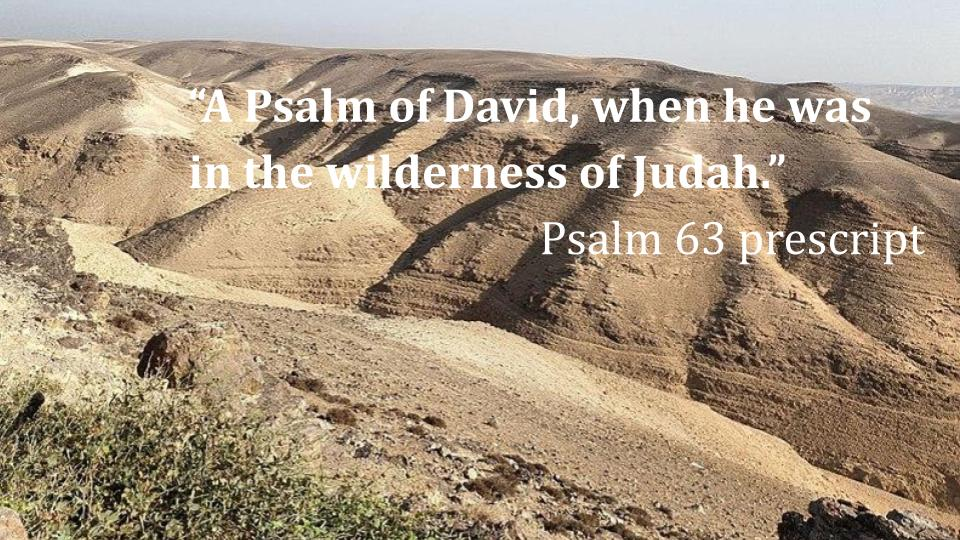 “A Psalm of David, when he was
in the wilderness of Judah.”
Psalm 63 prescript